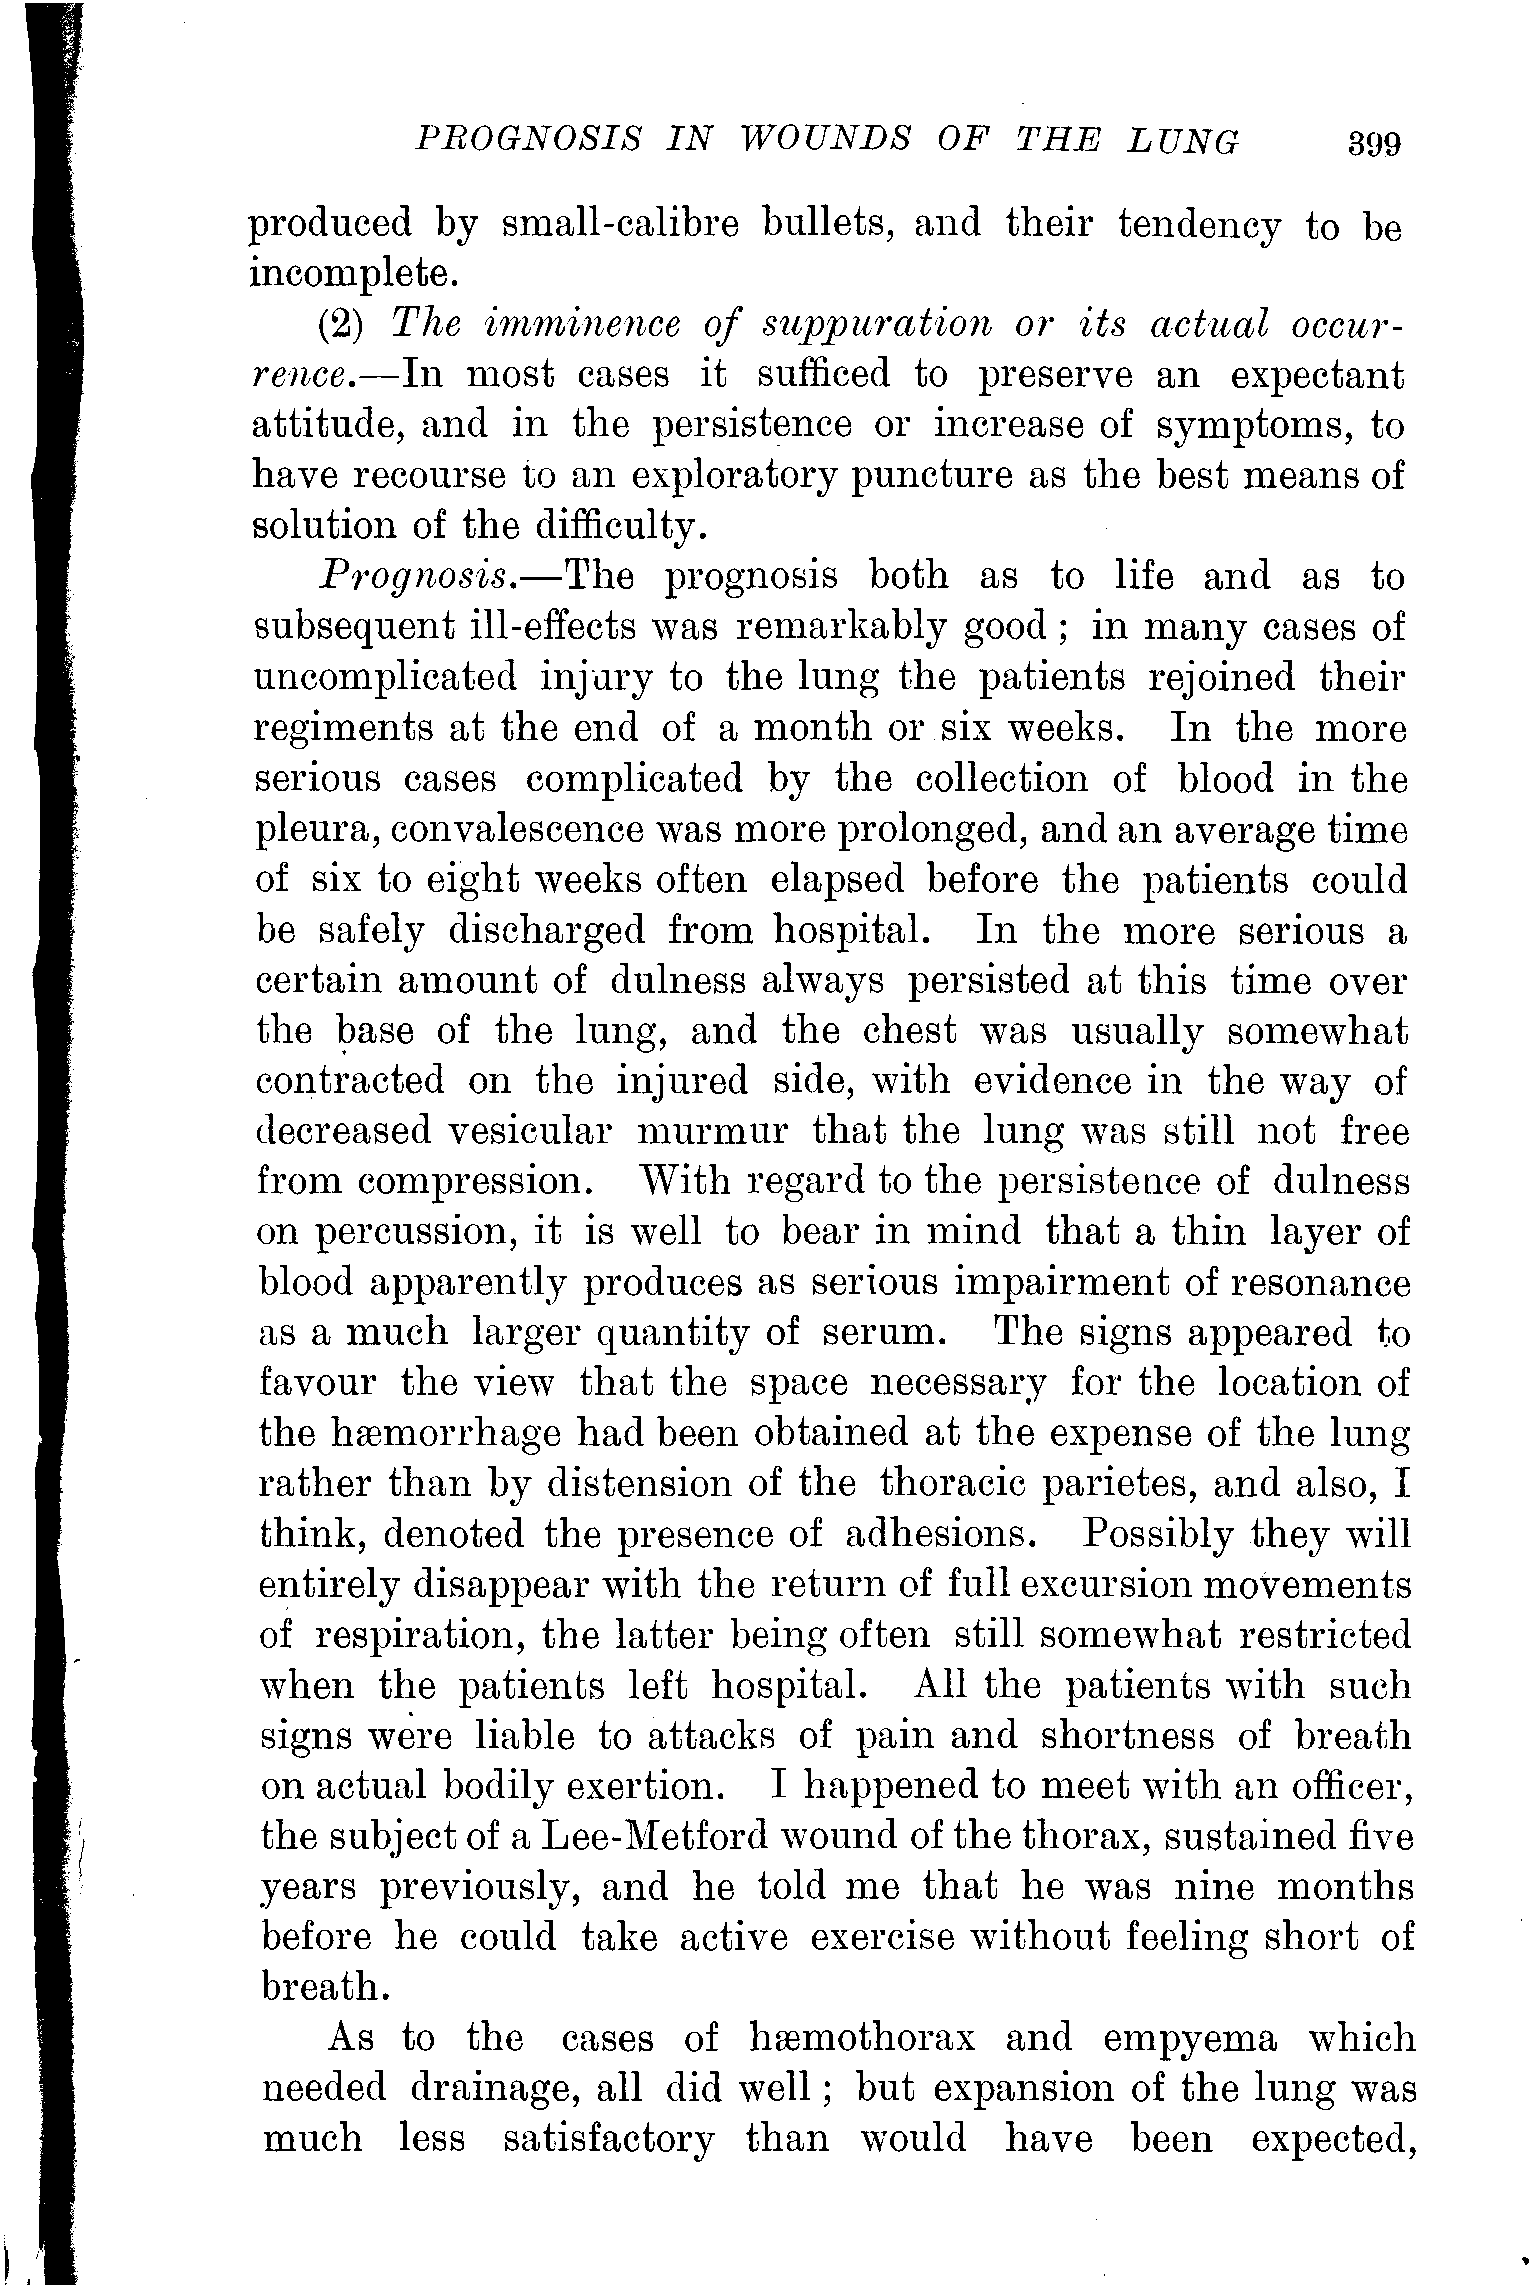 PROGNOSIS IN WOUNDS OF THE LUNG 399
produced by small-calibre bullets, and their tendency to be
incomplete.
(2) The imminence of suppuration or its actual occur-
rence.—In most cases it sufficed to preserve an expectant
attitude, and in the persistence or increase of symptoms, to
have recourse to an exploratory puncture as the best means of
solution of the difficulty.
Prognosis.—The prognosis both as to life and as to
subsequent ill-effects was remarkably good; in many cases of
uncomplicated injury to the lung the patients rejoined their
regiments at the end of a month or six weeks. In the more
serious cases complicated by the collection of blood in the
pleura, convalescence was more prolonged, and an average time
of six to eight weeks often elapsed before the patients could
be safely discharged from hospital. In the more serious a
certain amount of dulness always persisted at this time over
the base of the lung, and the chest was usually somewhat
contracted on the injured side, with evidence in the way of
decreased vesicular murmur that the lung was still not free
from compression. With regard to the persistence of dulness
on percussion, it is well to bear in mind that a thin layer of
blood apparently produces as serious impairment of resonance
as a much larger quantity of serum. The signs appeared to
favour the view that the space necessary for the location of
the hæmorrhage had been obtained at the expense of the lung
rather than by distension of the thoracic parietes, and also, I
think, denoted the presence of adhesions. Possibly they will
entirely disappear with the return of full excursion movements
of respiration, the latter being often still somewhat restricted
when the patients left hospital. All the patients with such
signs were liable to attacks of pain and shortness of breath
on actual bodily exertion. I happened to meet with an officer,
the subject of a Lee-Metford wound of the thorax, sustained five
years previously, and he told me that he was nine months
before he could take active exercise without feeling short of
breath.
As to the cases of hæmothorax and empyema which
needed drainage, all did well; but expansion of the lung was
much less satisfactory than would have been expected,